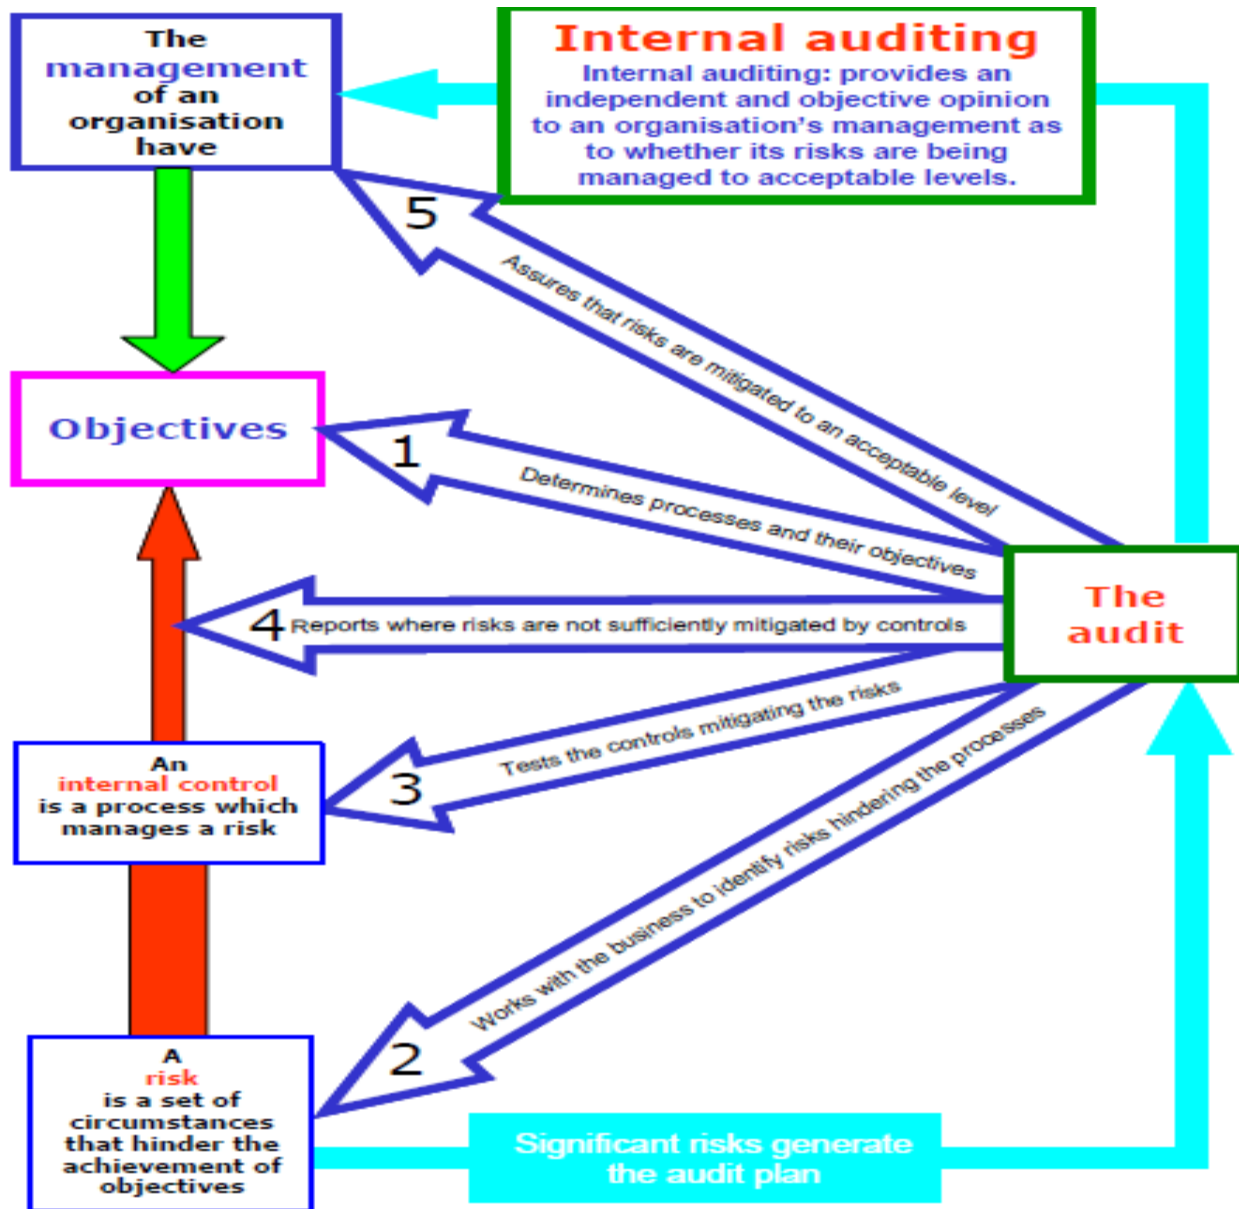 The
management
of an
organisation
have
Internal auditing
Internal auditing: provides an
independent and objective opinion
to an organisation's management as
to whether its risks are being
managed to acceptable levels.
5
Assures that risks are mitigated to an acceptable level
Objectives
1
Determines processes and their objectives
The
audit
4
Reports where risks are not sufficiently mitigated by controls
3
Tests the controls mitigating the risks
An
internal control
is a process which
manages a risk
2
Works with the business to identify risks hindering the processes
A
risk
is a set of
circumstances
that hinder the
achievement of
objectives
Significant risks generate
the audit plan